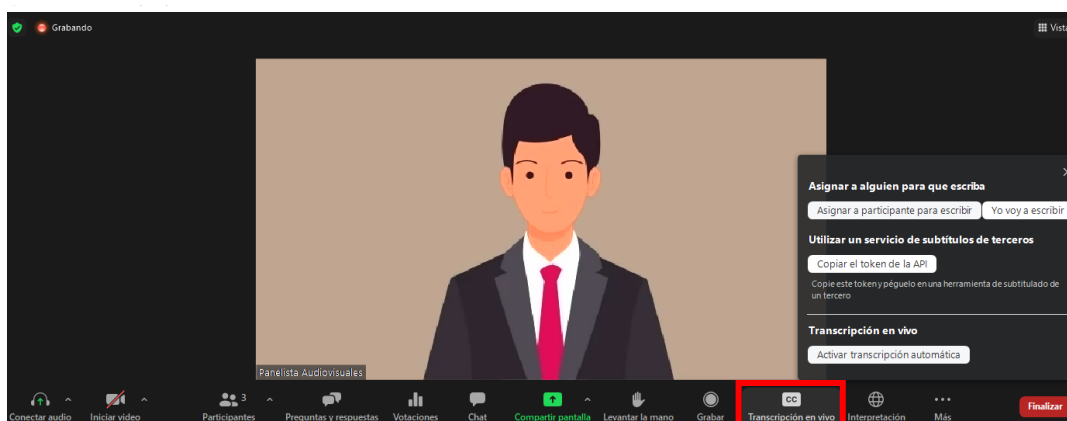 Grabando
Vista
Asignar a alguien para que escriba
Asignar a participante para escribir
Yo voy a escribir
Utilizar un servicio de subtítulos de terceros
Copiar el token de la API
Copie este token y péguelo en una herramienta de subtitulado de
un tercero
Transcripción en vivo
Activar transcripción automática
Panelista Audiovisuales
3
CC
Conectar audio
Iniciar video
Participantes
Preguntas y respuestas
Votaciones
Chat
Compartir pantalla
Levantar la mano
Grabar
Transcripción en vivo
Interpretación
Más
Finalizar